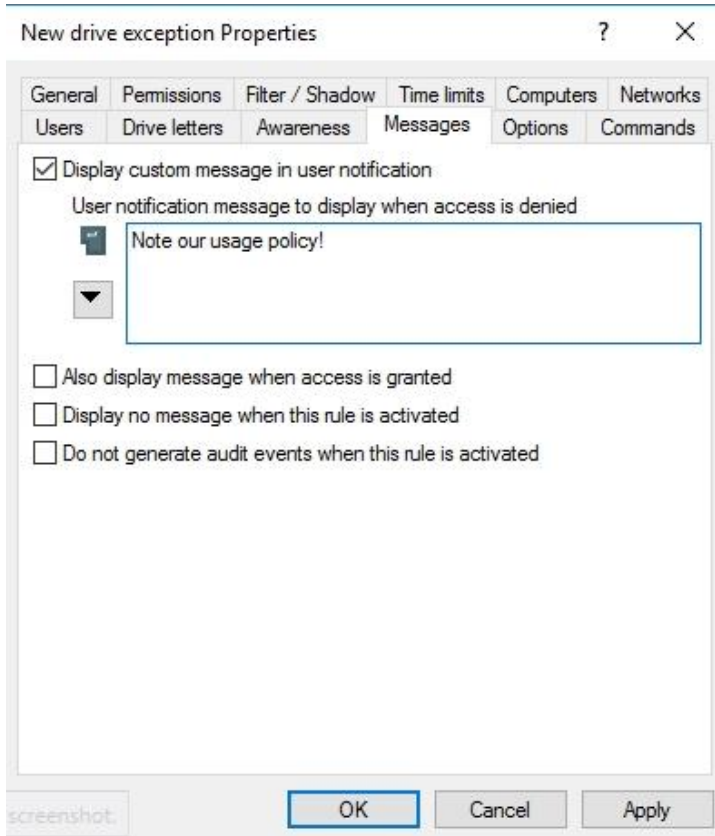 New drive exception Properties ? ×
General Permissions Filter / Shadow Time limits Computers Networks
Users Drive letters Awareness Messages Options Commands
Display custom message in user notification
User notification message to display when access is denied
Note our usage policy!
Also display message when access is granted
Display no message when this rule is activated
Do not generate audit events when this rule is activated
screenshot.
OK Cancel Apply